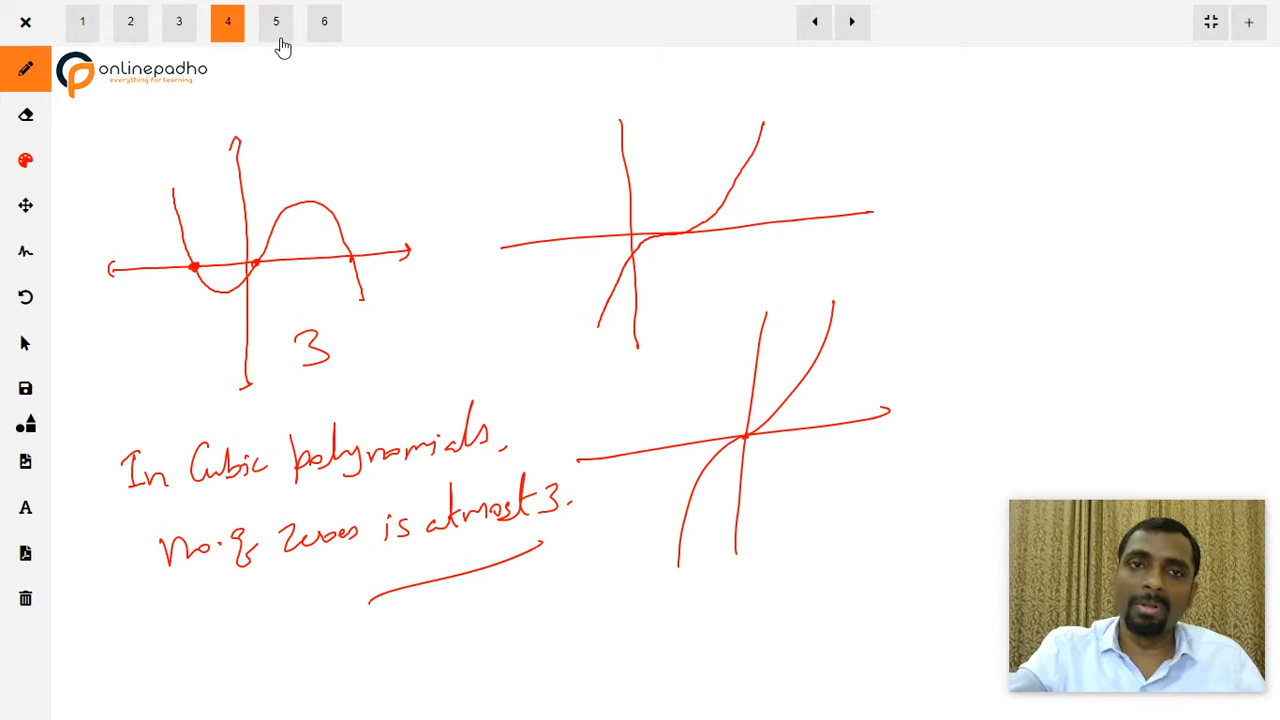 1 2 3 4 5 6
onlinepadho
everything for learning
3
In Cubic polynomials,
No. of Zeroes is atmost 3.
A